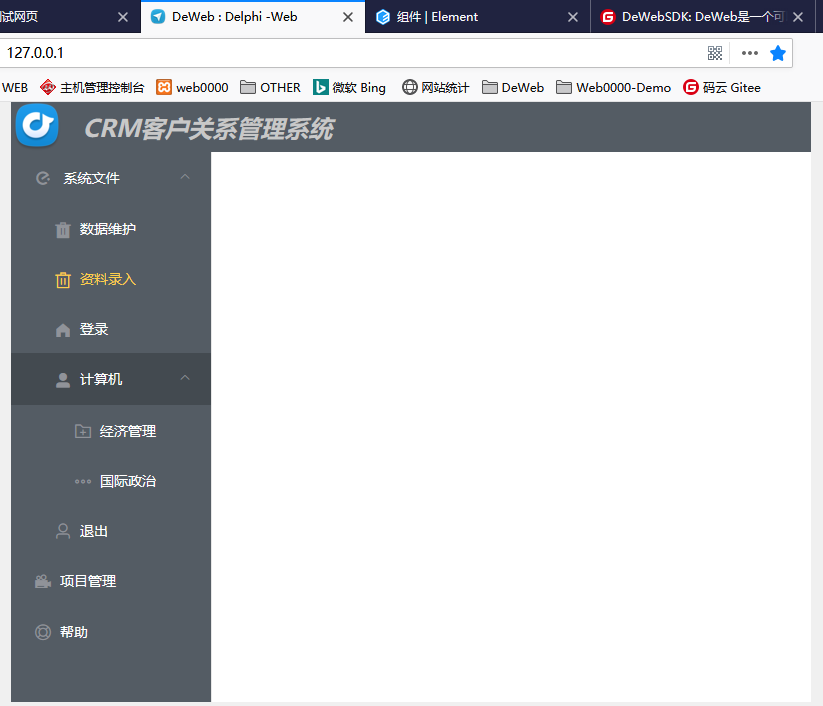 试网页
DeWeb : Delphi -Web
组件 | Element
DeWebSDK: DeWeb是一个可
127.0.0.1
WEB 主机管理控制台 web0000 OTHER 微软 Bing 网站统计 DeWeb Web0000-Demo 码云 Gitee
CRM客户关系管理系统
系统文件
数据维护
资料录入
登录
计算机
经济管理
国际政治
退出
项目管理
帮助